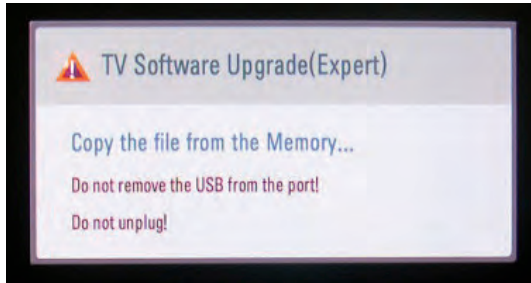 TV Software Upgrade(Expert)
Copy the file from the Memory...
Do not remove the USB from the port!
Do not unplug!